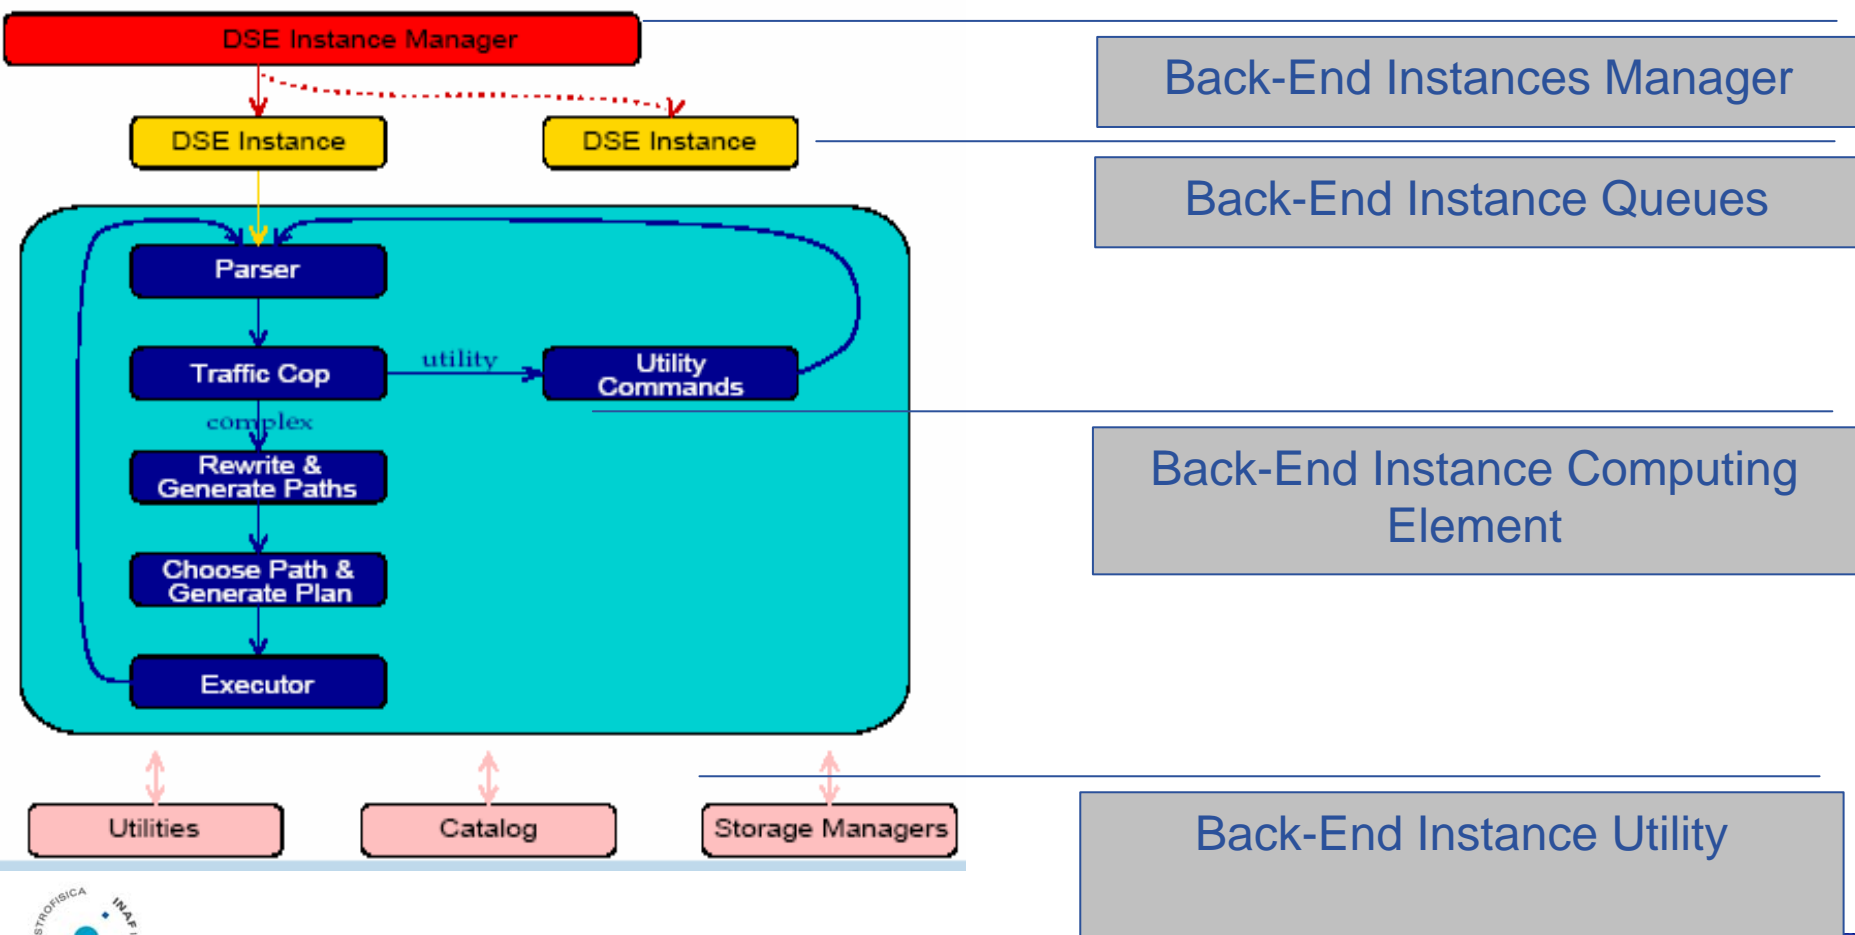 DSE Instance Manager
Back-End Instances Manager
DSE Instance
DSE Instance
Back-End Instance Queues
Parser
Traffic Cop
utility
Utility
Commands
complex
Rewrite &
Generate Paths
Back-End Instance Computing
Element
Choose Path &
Generate Plan
Executor
Utilities
Catalog
Storage Managers
Back-End Instance Utility
INAF